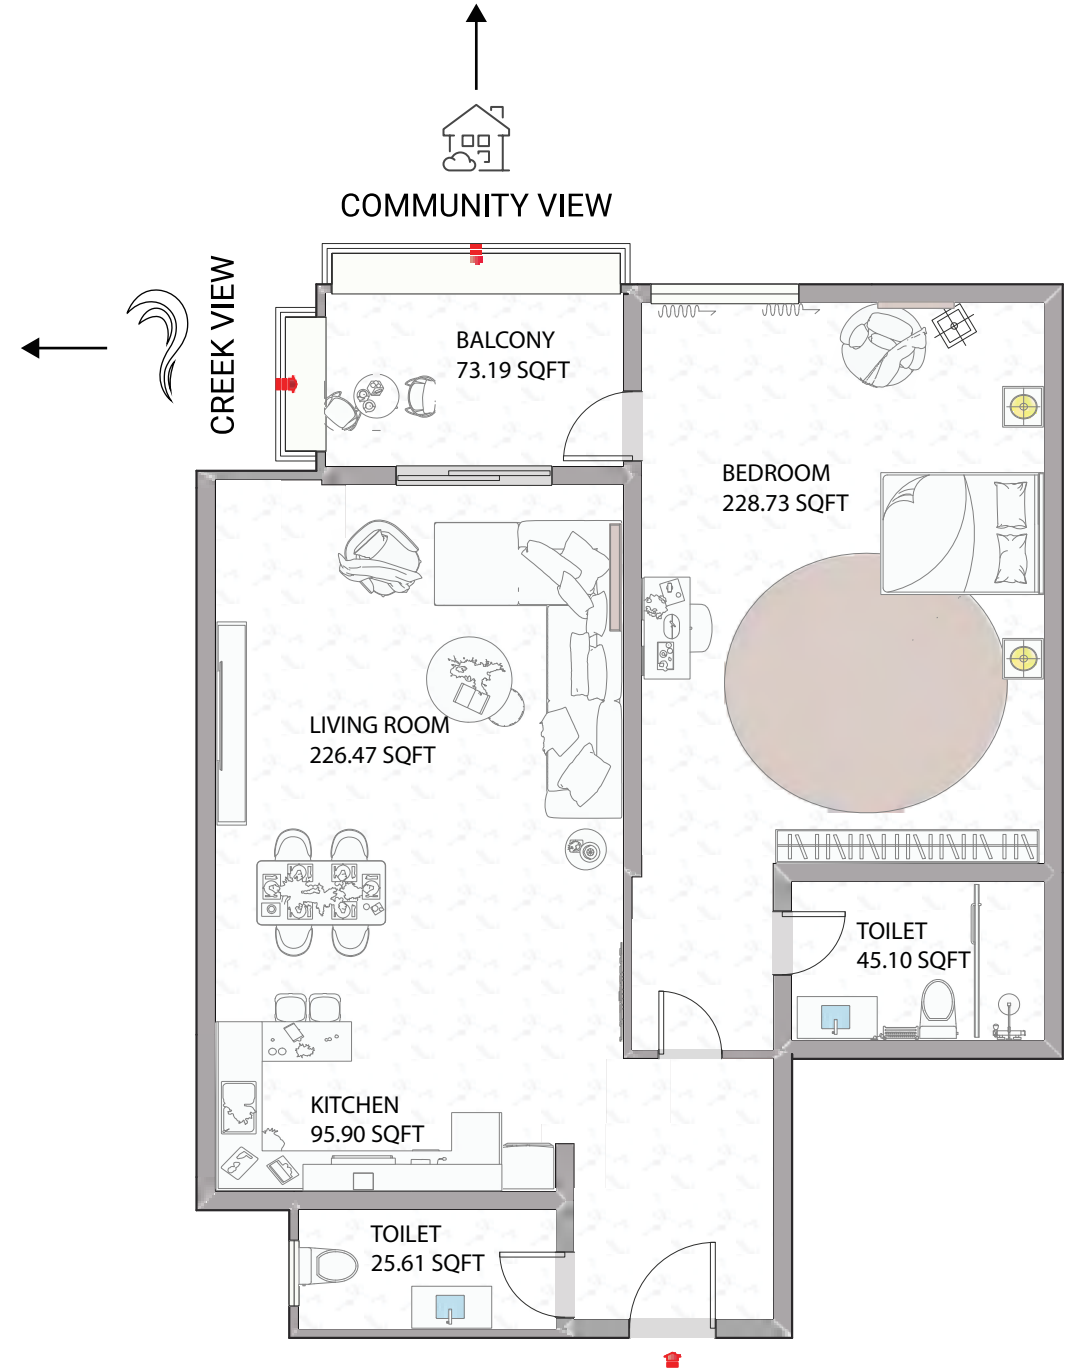 COMMUNITY VIEW
CREEK VIEW
BALCONY
73.19 SQFT
BEDROOM
228.73 SQFT
LIVING ROOM
226.47 SQFT
TOILET
45.10 SQFT
KITCHEN
95.90 SQFT
TOILET
25.61 SQFT